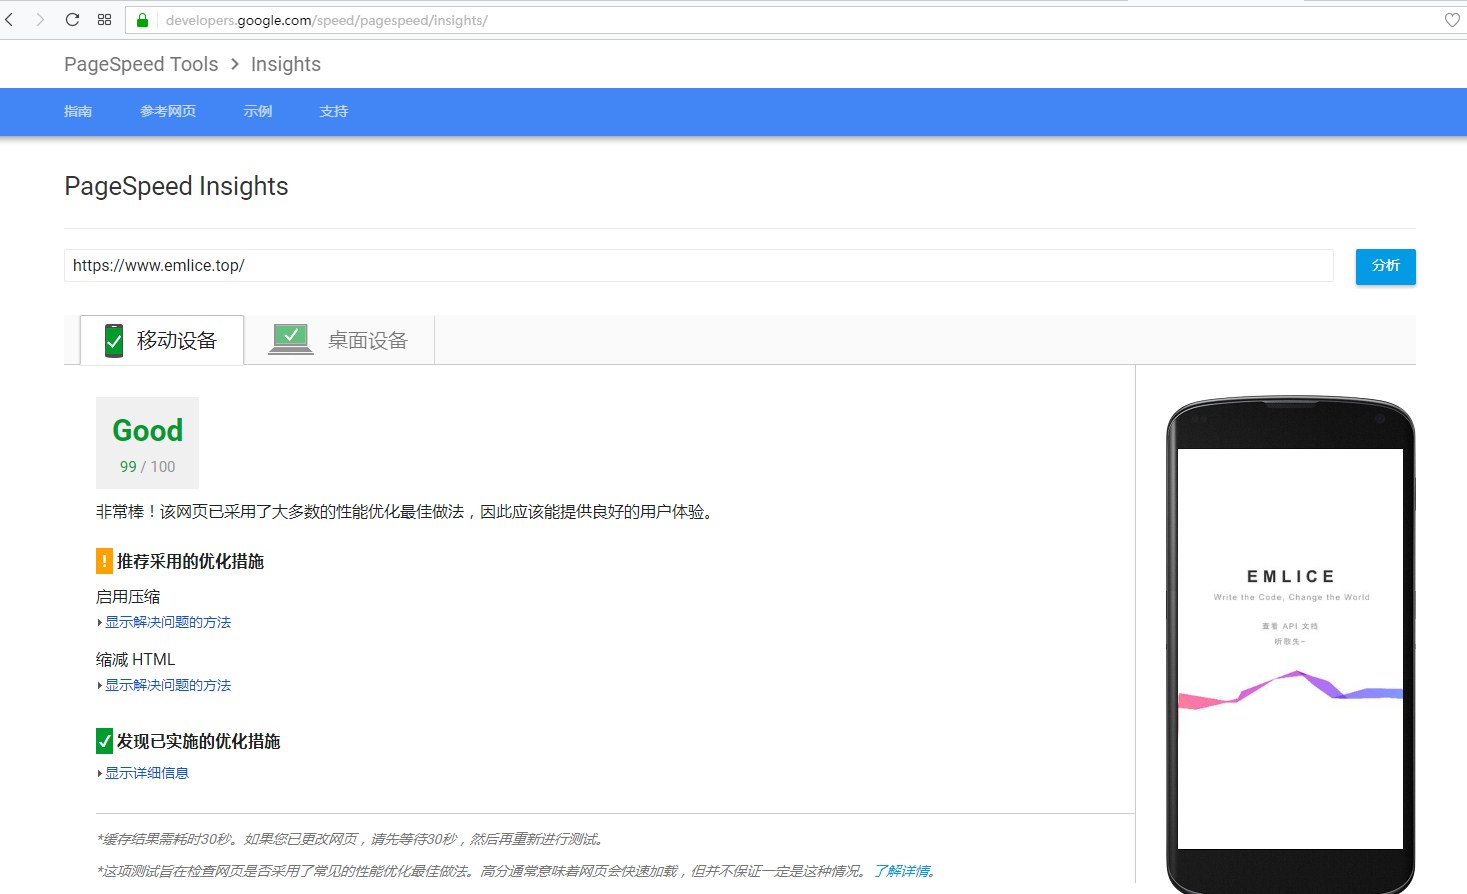 developers.google.com/speed/pagespeed/insights/
PageSpeed Tools > Insights
指南 参考网页 示例 支持
PageSpeed Insights
https://www.emlice.top/
分析
移动设备 桌面设备
Good
99 / 100
非常棒！该网页已采用了大多数的性能优化最佳做法，因此应该能提供良好的用户体验。
! 推荐采用的优化措施
启用压缩
显示解决问题的方法
缩减 HTML
显示解决问题的方法
发现已实施的优化措施
显示详细信息
*缓存结果需耗时30秒。如果您已更改网页，请先等待30秒，然后再重新进行测试。
*这项测试旨在检查网页是否采用了常见的性能优化最佳做法。高分通常意味着网页会快速加载，但并不保证一定是这种情况。了解详情。
EMLICE
Write the Code, Change the World
查看 API 文档
听歌先~